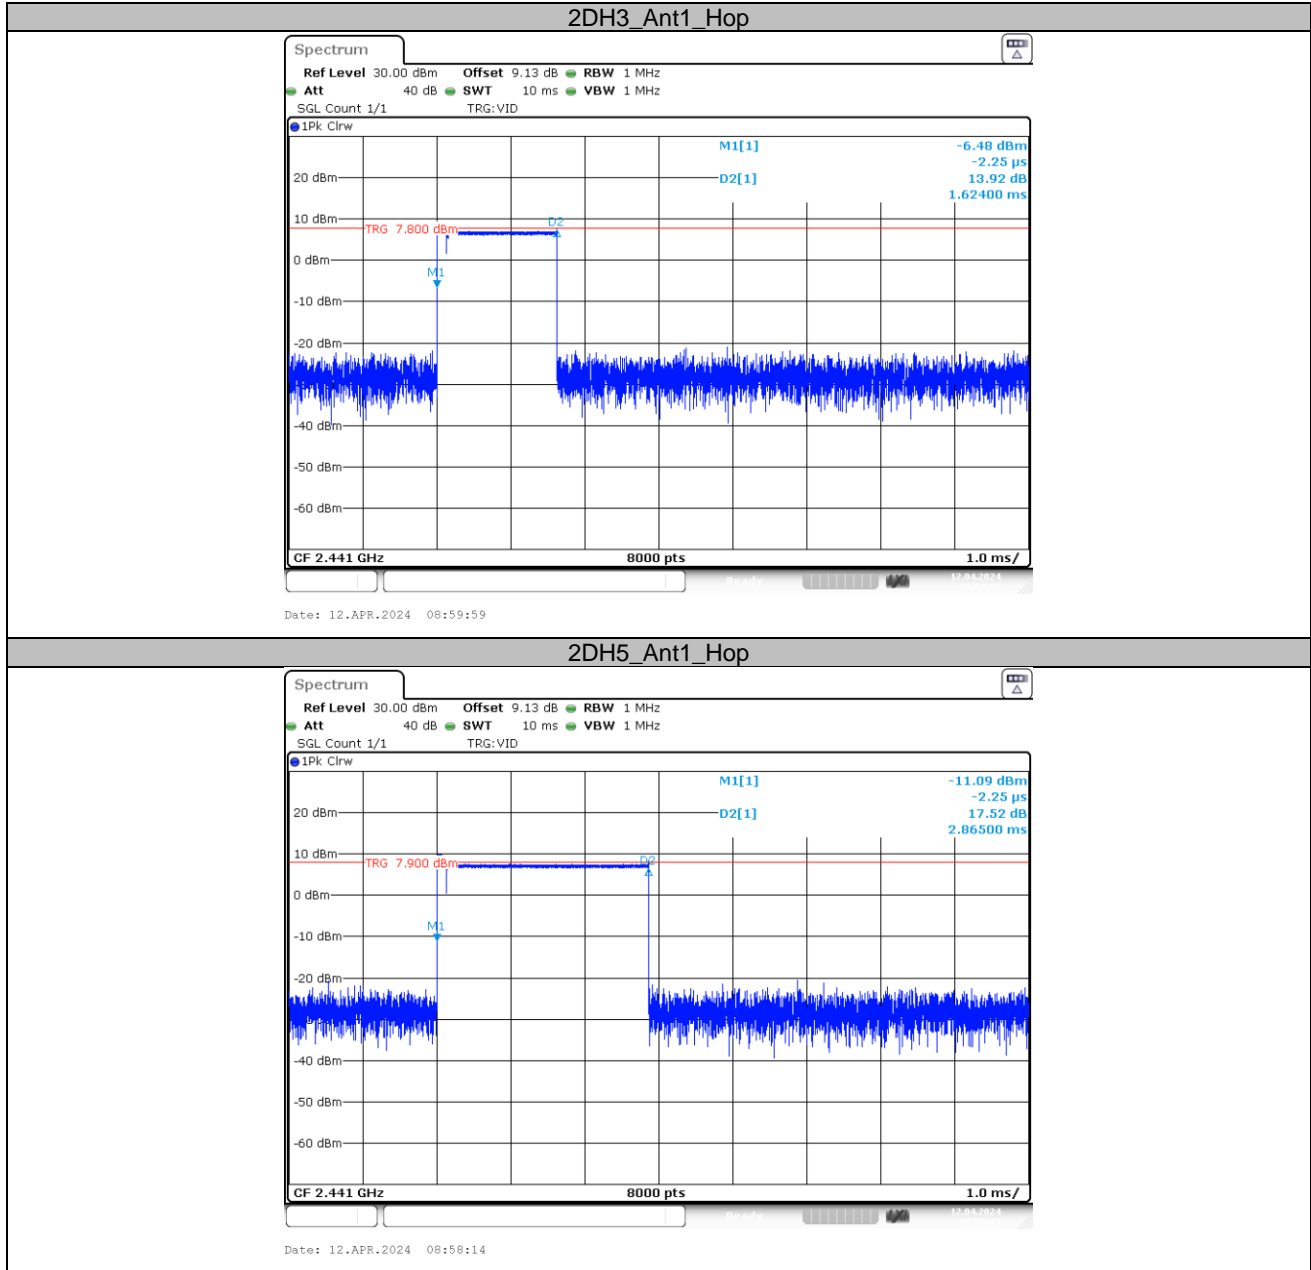 2DH3_Ant1_Hop
Spectrum
Ref Level 30.00 dBm Offset 9.13 dB RBW 1 MHz
Att 40 dB SWT 10 ms VBW 1 MHz
SGL Count 1/1 TRG:VID
1Pk Clrw
M1[1] -6.48 dBm
-2.25 µs
20 dBm D2[1] 13.92 dB
1.62400 ms
10 dBm
D2
TRG 7.800 dBm
0 dBm
M1
-10 dBm
-20 dBm
-40 dBm
-50 dBm
-60 dBm
CF 2.441 GHz 8000 pts 1.0 ms/
Ready 12.04.2024
Date: 12.APR.2024 08:59:59
2DH5_Ant1_Hop
Spectrum
Ref Level 30.00 dBm Offset 9.13 dB RBW 1 MHz
Att 40 dB SWT 10 ms VBW 1 MHz
SGL Count 1/1 TRG:VID
1Pk Clrw
M1[1] -11.09 dBm
-2.25 µs
20 dBm D2[1] 17.52 dB
2.86500 ms
10 dBm
D2
TRG 7.900 dBm
0 dBm
M1
-10 dBm
-20 dBm
-40 dBm
-50 dBm
-60 dBm
CF 2.441 GHz 8000 pts 1.0 ms/
Ready 12.04.2024
Date: 12.APR.2024 08:58:14